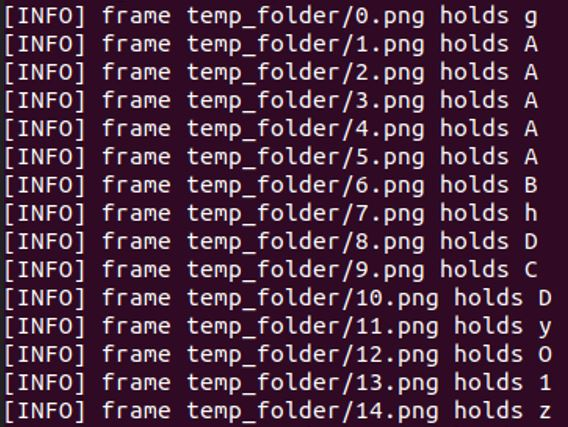 [INFO] frame temp_folder/0.png holds g
[INFO] frame temp_folder/1.png holds A
[INFO] frame temp_folder/2.png holds A
[INFO] frame temp_folder/3.png holds A
[INFO] frame temp_folder/4.png holds A
[INFO] frame temp_folder/5.png holds A
[INFO] frame temp_folder/6.png holds B
[INFO] frame temp_folder/7.png holds h
[INFO] frame temp_folder/8.png holds D
[INFO] frame temp_folder/9.png holds C
[INFO] frame temp_folder/10.png holds D
[INFO] frame temp_folder/11.png holds y
[INFO] frame temp_folder/12.png holds O
[INFO] frame temp_folder/13.png holds 1
[INFO] frame temp_folder/14.png holds z